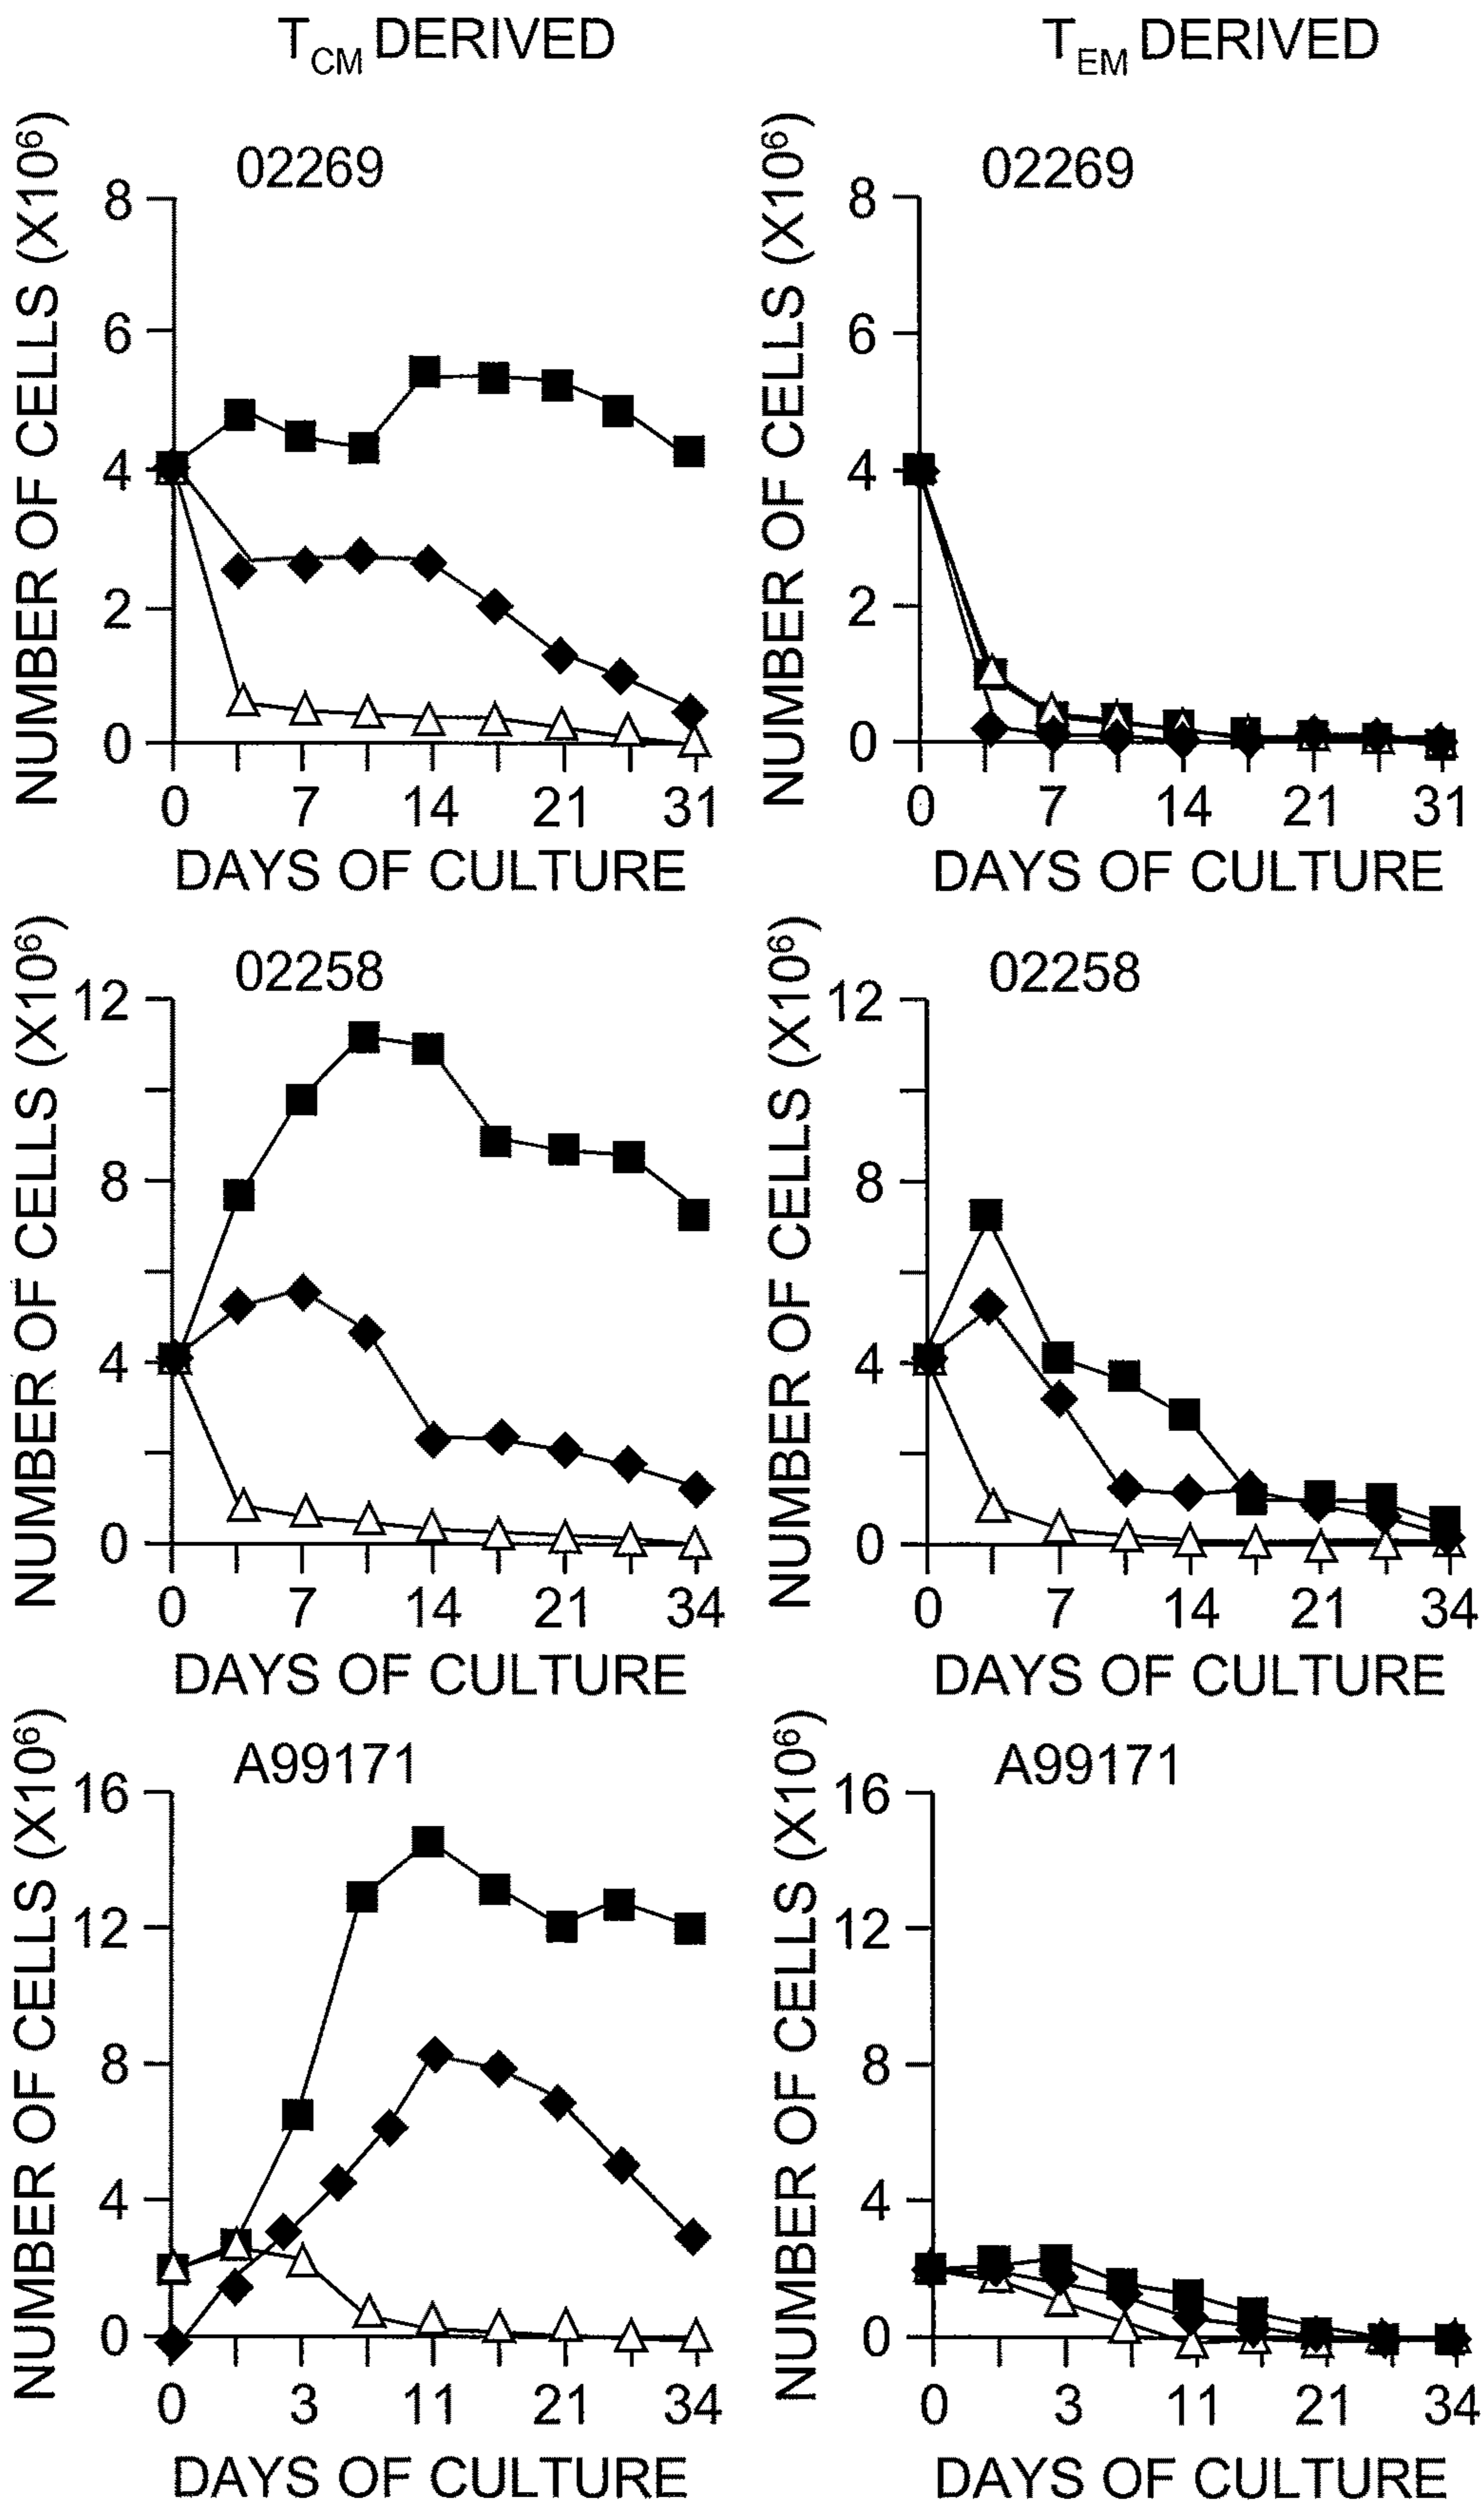 T_CM DERIVED
T_EM DERIVED
NUMBER OF CELLS (X10⁶)
02269
8
6
4
2
0
0 7 14 21 31
DAYS OF CULTURE
NUMBER OF CELLS (X10⁶)
02269
8
6
4
2
0
0 7 14 21 31
DAYS OF CULTURE
NUMBER OF CELLS (X10⁶)
02258
12
8
4
0
0 7 14 21 34
DAYS OF CULTURE
NUMBER OF CELLS (X10⁶)
02258
12
8
4
0
0 7 14 21 34
DAYS OF CULTURE
NUMBER OF CELLS (X10⁶)
A99171
16
12
8
4
0
0 3 11 21 34
DAYS OF CULTURE
NUMBER OF CELLS (X10⁶)
A99171
16
12
8
4
0
0 3 11 21 34
DAYS OF CULTURE